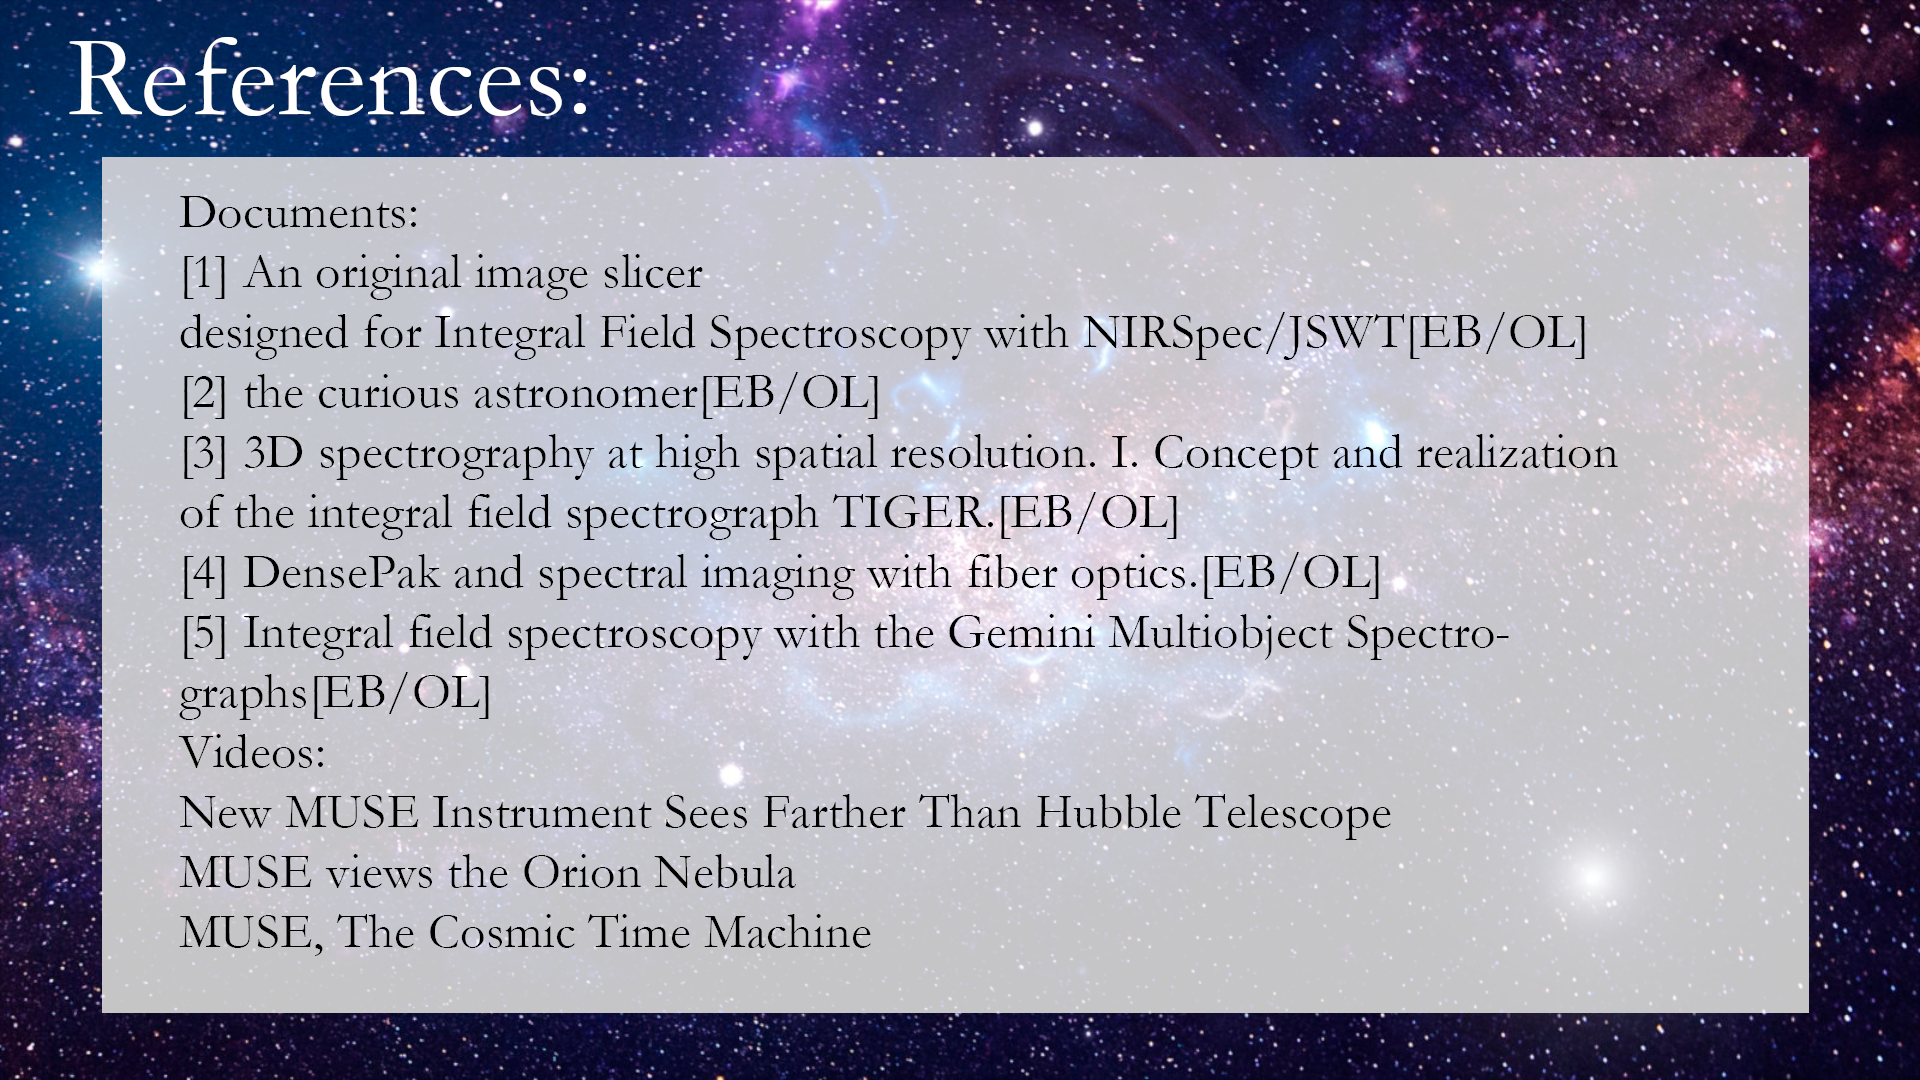 References:
Documents:
[1] An original image slicer
designed for Integral Field Spectroscopy with NIRSpec/JSWT[EB/OL]
[2] the curious astronomer[EB/OL]
[3] 3D spectrography at high spatial resolution. I. Concept and realization
of the integral field spectrograph TIGER.[EB/OL]
[4] DensePak and spectral imaging with fiber optics.[EB/OL]
[5] Integral field spectroscopy with the Gemini Multiobject Spectro-
graphs[EB/OL]
Videos:
New MUSE Instrument Sees Farther Than Hubble Telescope
MUSE views the Orion Nebula
MUSE, The Cosmic Time Machine